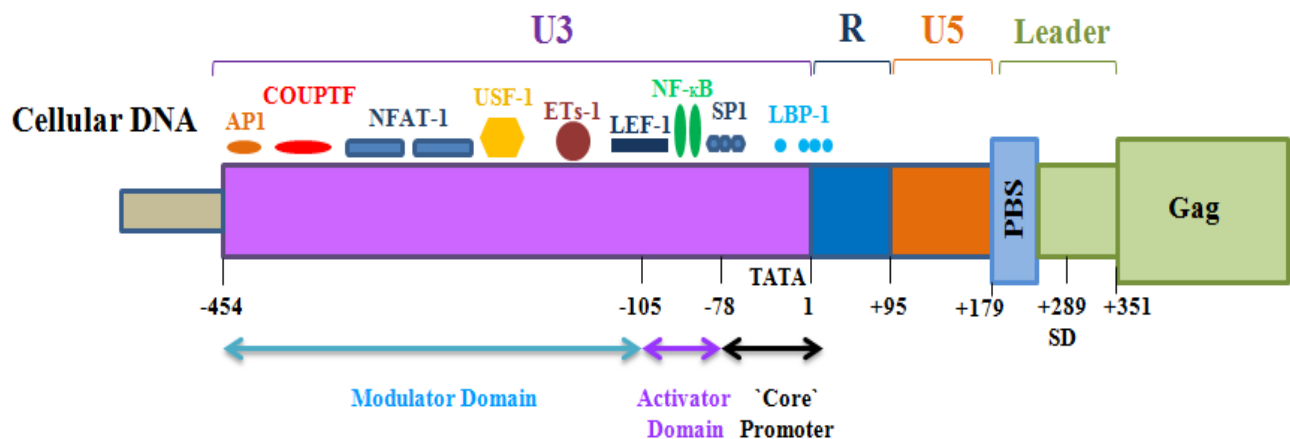 U3 R U5 Leader
Cellular DNA
AP1 COUPTF NFAT-1 USF-1 ETs-1 LEF-1 NF-κB SP1 LBP-1
PBS Gag
TATA
-454 -105 -78 1 +95 +179 +289 +351
SD
Modulator Domain Activator `Core`
Domain Promoter